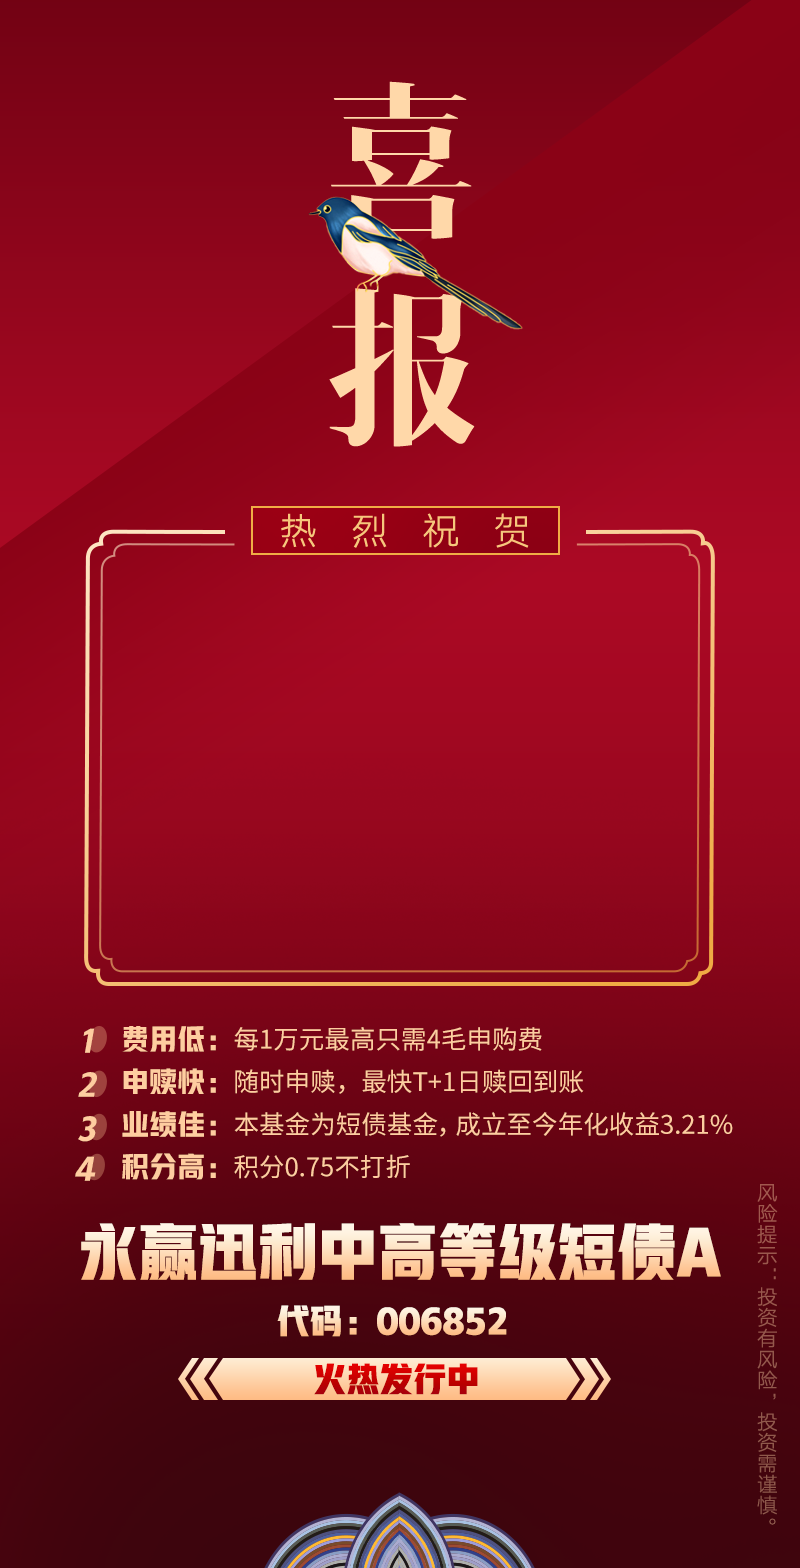 喜
报
热烈祝贺
1 费用低：每1万元最高只需4毛申购费
2 申赎快：随时申赎，最快T+1日赎回到账
3 业绩佳：本基金为短债基金，成立至今年化收益3.21%
4 积分高：积分0.75不打折
永赢迅利中高等级短债A
代码：006852
火热发行中
风险提示：投资有风险，投资需谨慎。